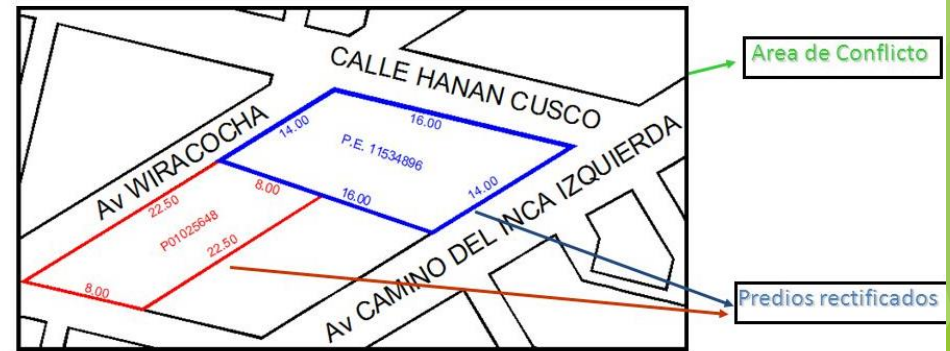 Area de Conflicto
CALLE HANAN CUSCO
Av WIRACOCHA
14.00
16.00
P.E. 11534896
14.00
16.00
8.00
22.50
P01025648
22.50
8.00
Av CAMINO DEL INCA IZQUIERDA
Predios rectificados